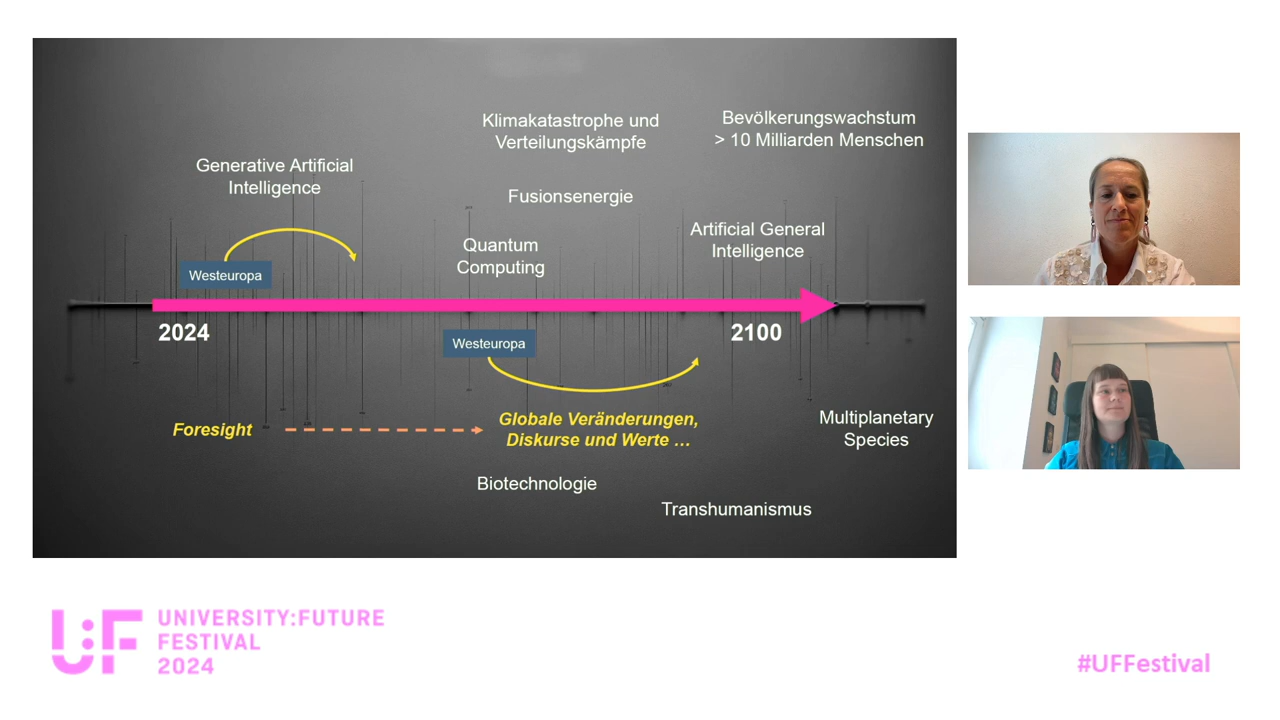 Klimakatastrophe und
Verteilungskämpfe
Bevölkerungswachstum
> 10 Milliarden Menschen
Generative Artificial
Intelligence
Fusionsenergie
Artificial General
Intelligence
Quantum
Computing
Westeuropa
2024
2100
Westeuropa
Foresight
Globale Veränderungen,
Diskurse und Werte ...
Multiplanetary
Species
Biotechnologie
Transhumanismus
U:F
UNIVERSITY:FUTURE
FESTIVAL
2024
#UFFestival